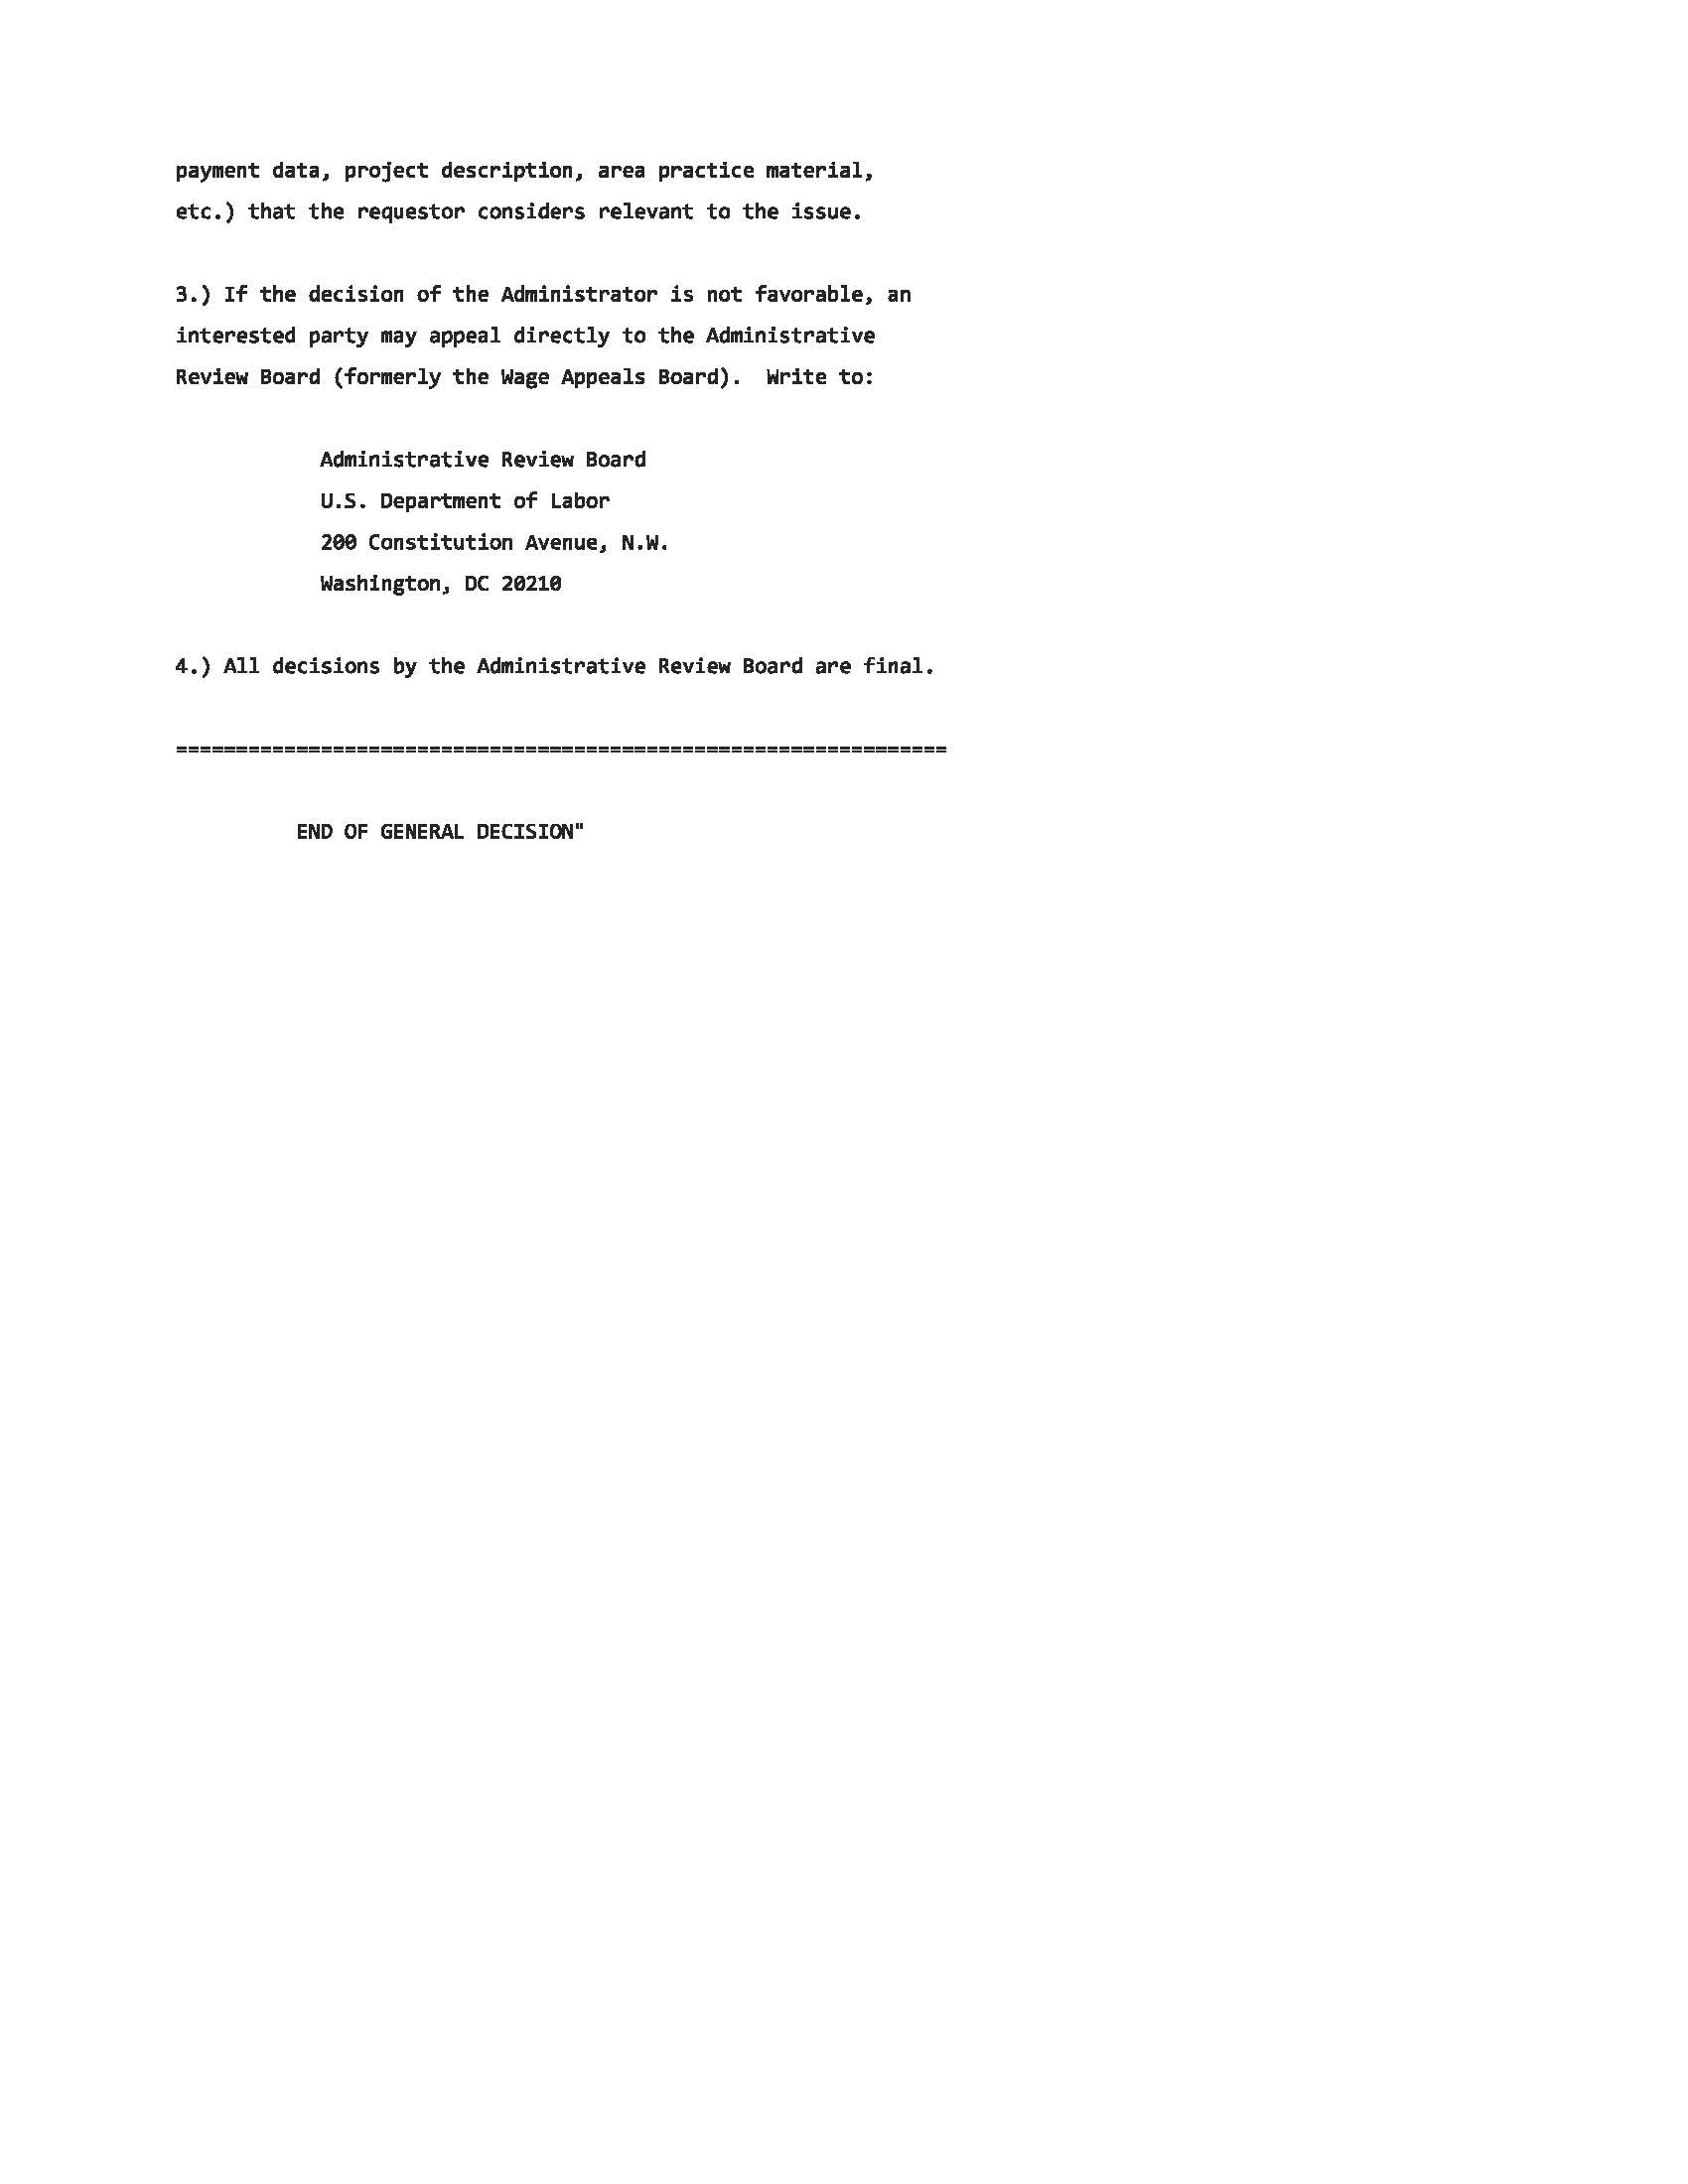 payment data, project description, area practice material,
etc.) that the requestor considers relevant to the issue.
3.) If the decision of the Administrator is not favorable, an
interested party may appeal directly to the Administrative
Review Board (formerly the Wage Appeals Board).  Write to:
Administrative Review Board
U.S. Department of Labor
200 Constitution Avenue, N.W.
Washington, DC 20210
4.) All decisions by the Administrative Review Board are final.
================================================================
END OF GENERAL DECISION"